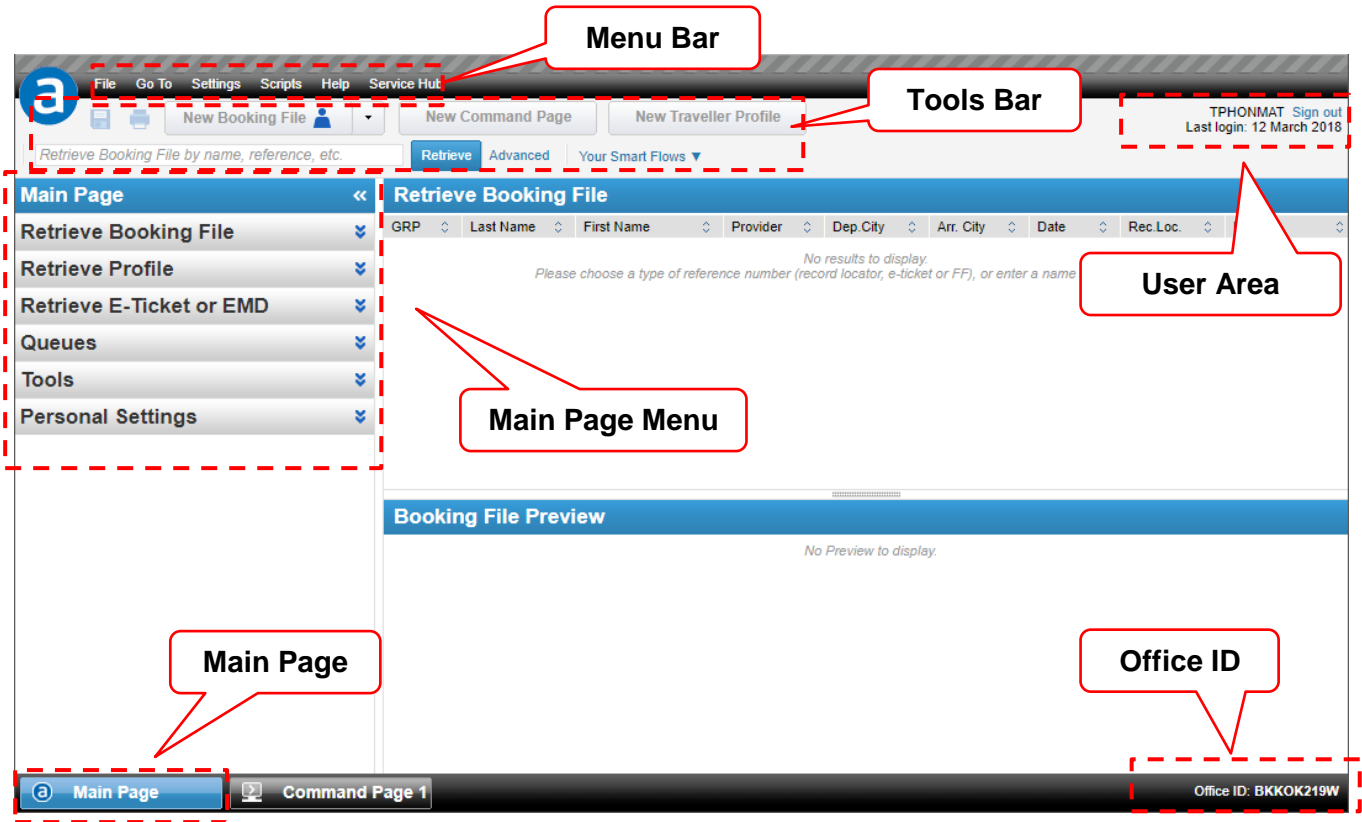 Menu Bar
a
File Go To Settings Scripts Help Service Hub
Tools Bar
New Booking File New Command Page New Traveller Profile
TPHONMAT Sign out
Last login: 12 March 2018
Retrieve Booking File by name, reference, etc. Retrieve Advanced Your Smart Flows ▼
Main Page «
Retrieve Booking File
Retrieve Profile
Retrieve E-Ticket or EMD
Queues
Tools
Personal Settings
Retrieve Booking File
GRP Last Name First Name Provider Dep.City Arr. City Date Rec.Loc.
No results to display.
Please choose a type of reference number (record locator, e-ticket or FF), or enter a name
User Area
Main Page Menu
Booking File Preview
No Preview to display.
Main Page
Office ID
a Main Page Command Page 1
Office ID: BKKOK219W